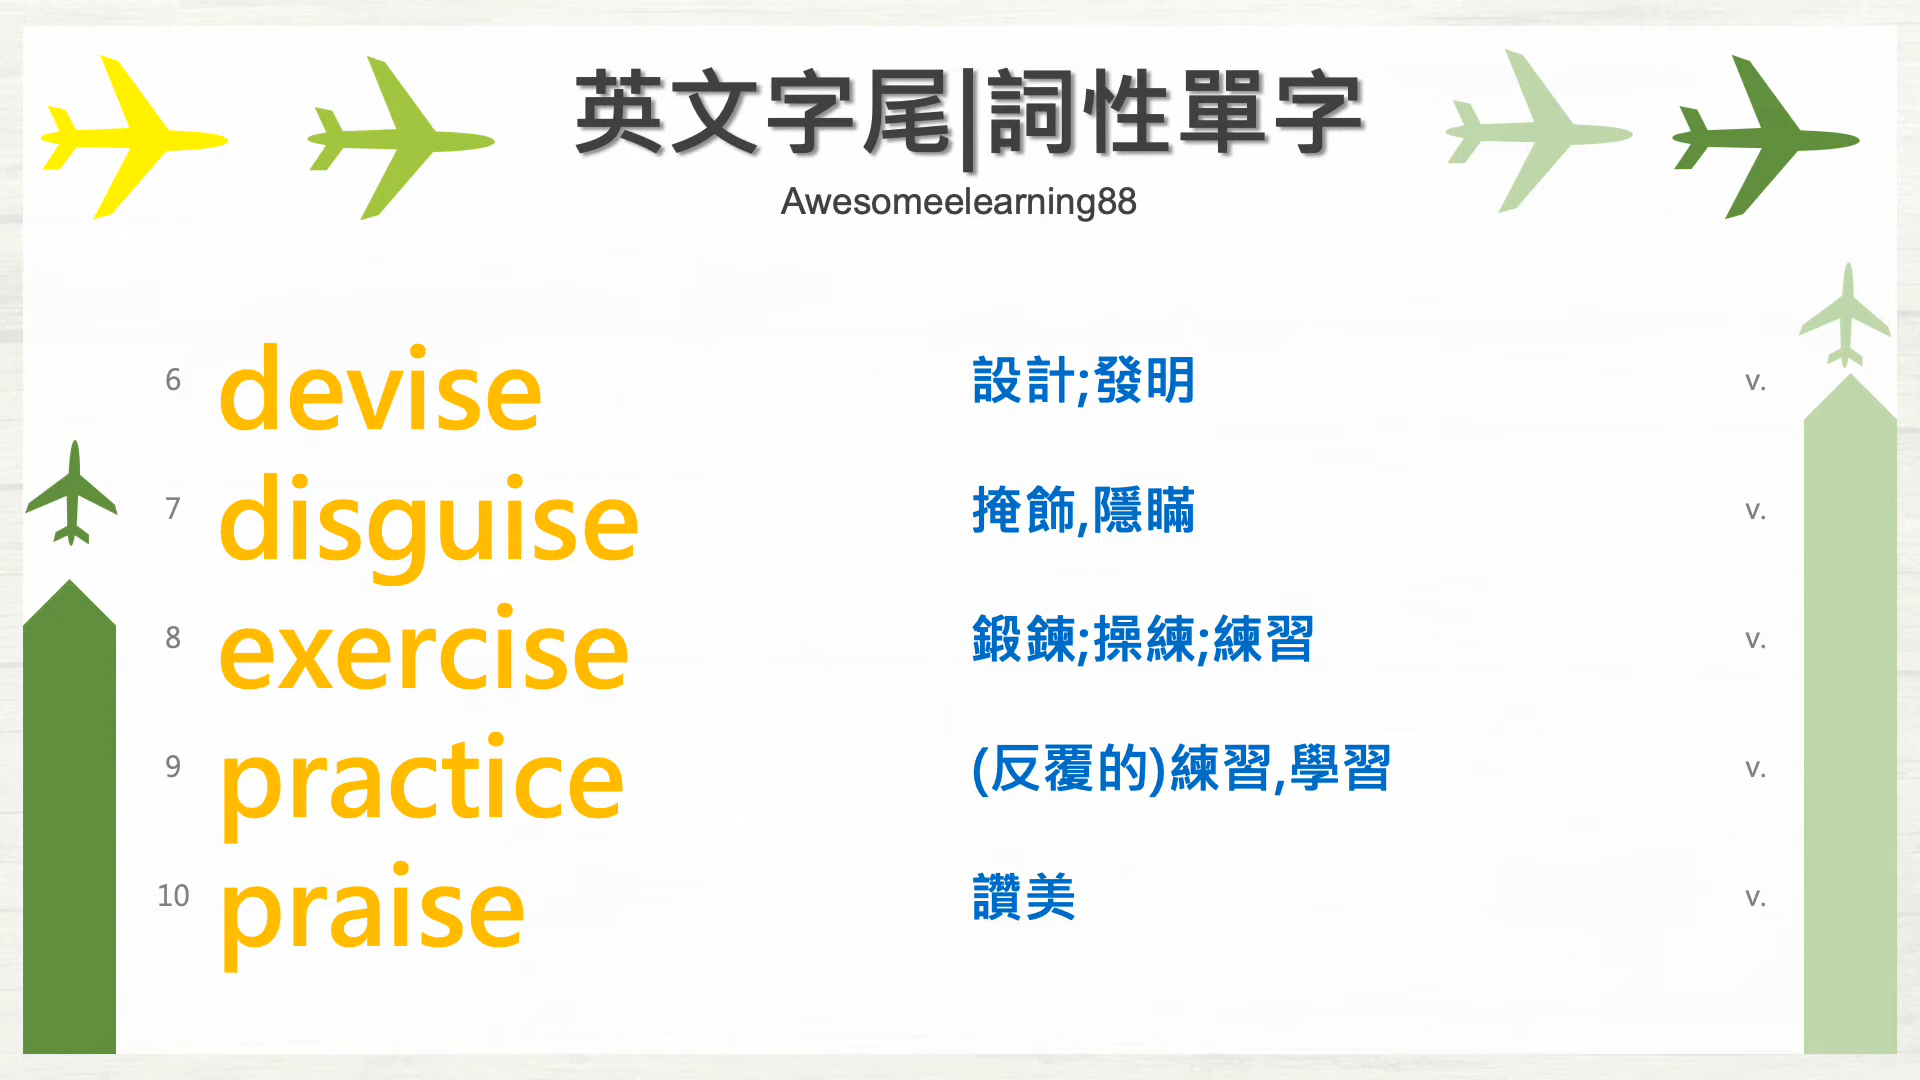 英文字尾|詞性單字
Awesomeelearning88
6 devise 設計;發明 v.
7 disguise 掩飾,隱瞞 v.
8 exercise 鍛鍊;操練;練習 v.
9 practice (反覆的)練習,學習 v.
10 praise 讚美 v.